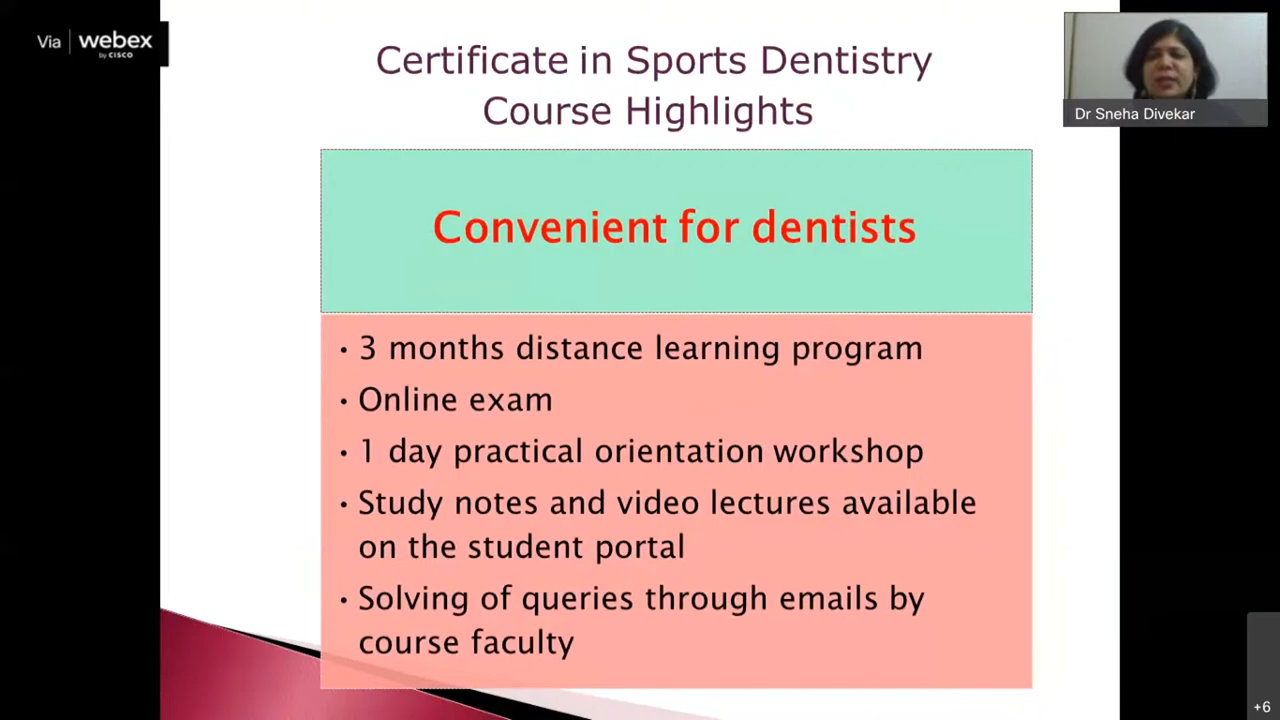 Via webex
by CISCO
Certificate in Sports Dentistry
Course Highlights
Dr Sneha Divekar
Convenient for dentists
• 3 months distance learning program
• Online exam
• 1 day practical orientation workshop
• Study notes and video lectures available
on the student portal
• Solving of queries through emails by
course faculty
+6